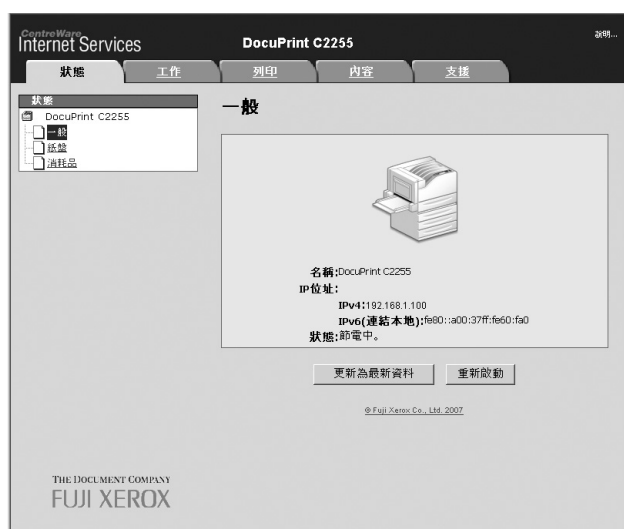 CentreWare
Internet Services
DocuPrint C2255
說明...
狀態
工作
列印
內容
支援
狀態
DocuPrint C2255
一般
紙盤
消耗品
一般
名稱:DocuPrint C2255
IP位址:
IPv4:192.168.1.100
IPv6(連結本地):fe80::a00:37ff:fe60:fa0
狀態:節電中。
更新為最新資料
重新啟動
© Fuji Xerox Co., Ltd. 2007
THE DOCUMENT COMPANY
FUJI XEROX